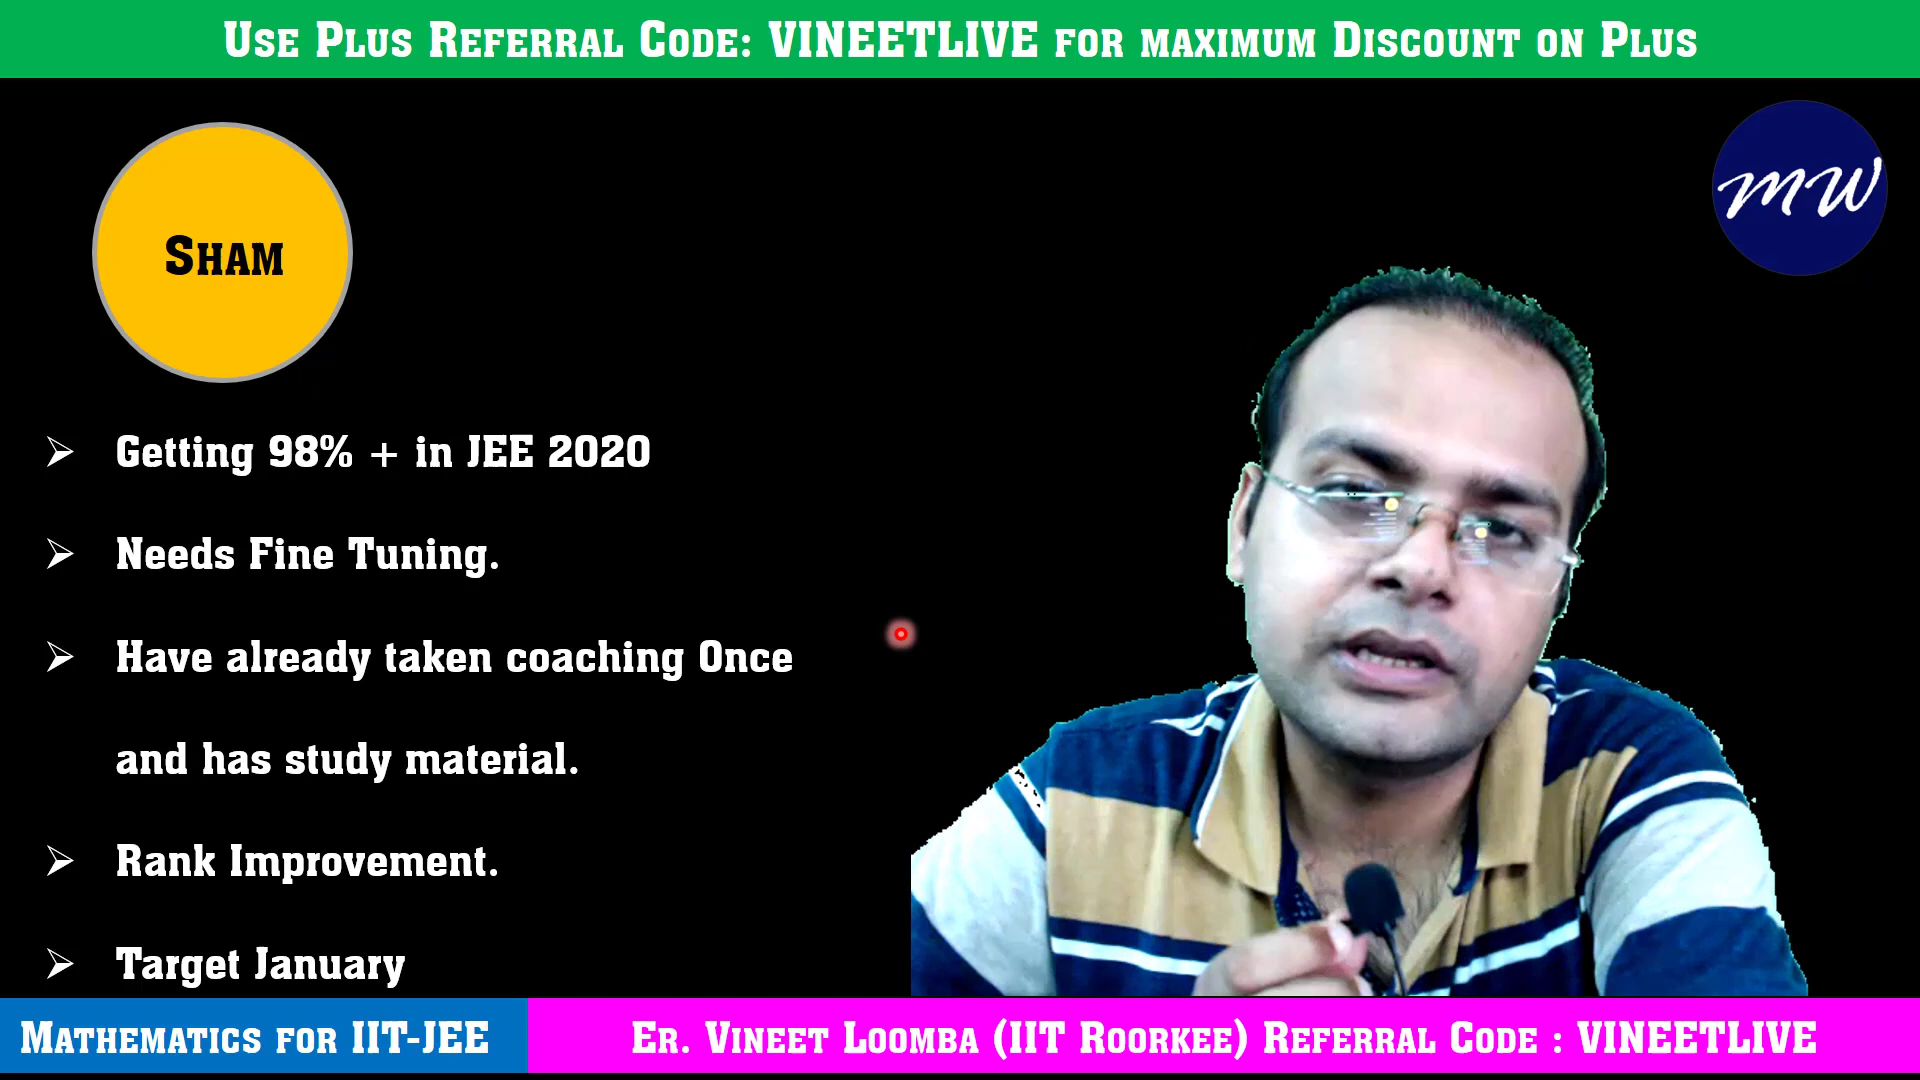 USE PLUS REFERRAL CODE: VINEETLIVE FOR MAXIMUM DISCOUNT ON PLUS
MW
SHAM
Getting 98% + in JEE 2020
Needs Fine Tuning.
Have already taken coaching Once
and has study material.
Rank Improvement.
Target January
MATHEMATICS FOR IIT-JEE
ER. VINEET LOOMBA (IIT ROORKEE) REFERRAL CODE : VINEETLIVE